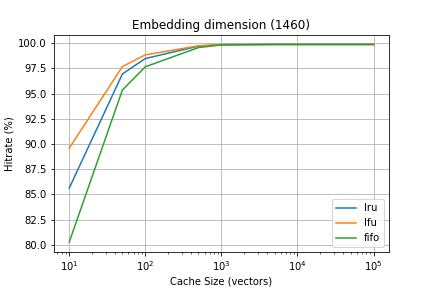 Embedding dimension (1460)
Hitrate (%)
100.0
97.5
95.0
92.5
90.0
87.5
85.0
82.5
80.0
lru
lfu
fifo
10¹ 10² 10³ 10⁴ 10⁵
Cache Size (vectors)